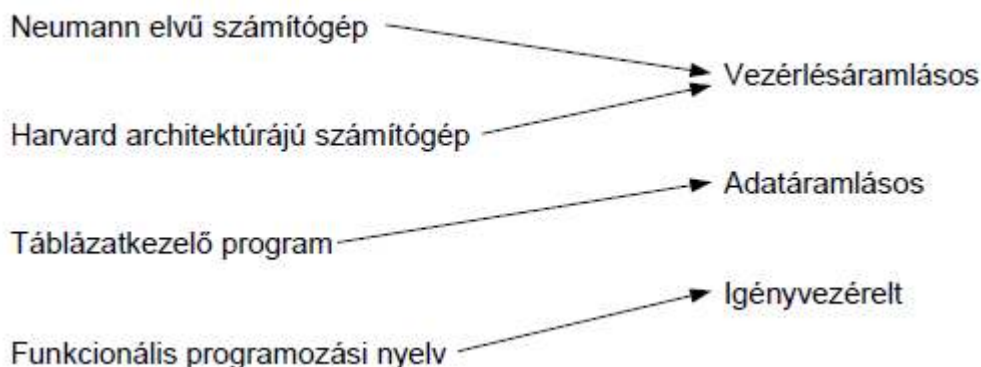 Neumann elvű számítógép
Vezérlésáramlásos
Harvard architektúrájú számítógép
Adatáramlásos
Táblázatkezelő program
Igényvezérelt
Funkcionális programozási nyelv